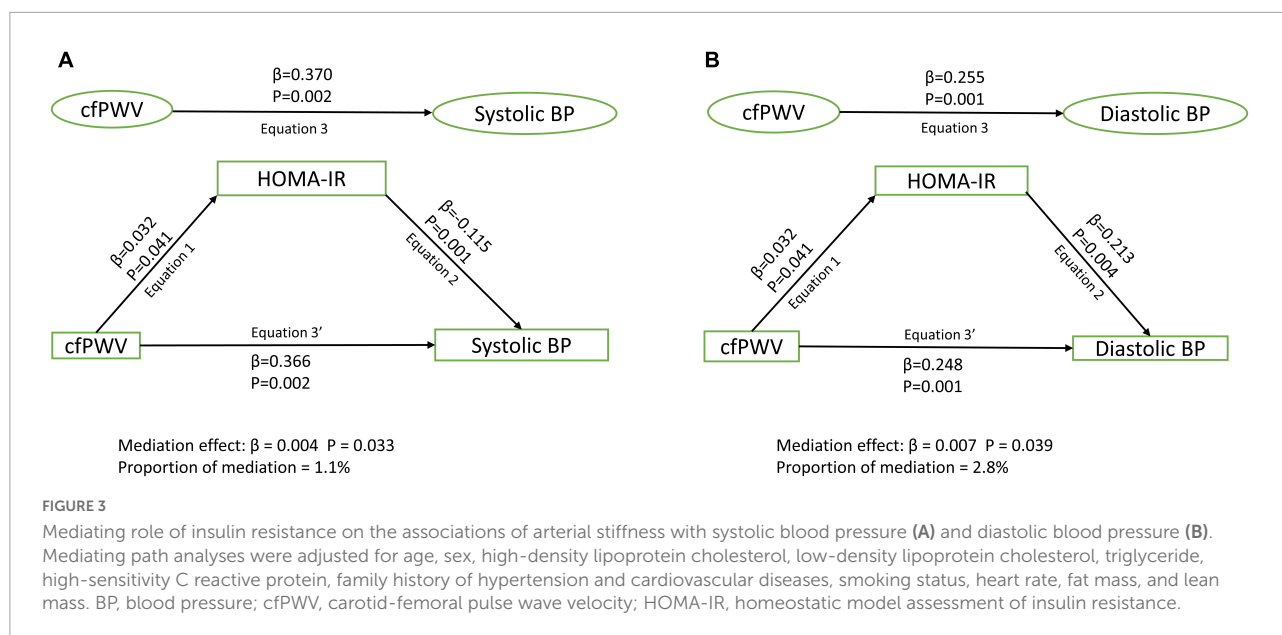 A
β=0.370
P=0.002
cfPWV
Systolic BP
Equation 3
HOMA-IR
β=0.032
P=0.041
Equation 1
β=-0.115
P=0.001
Equation 2
Equation 3′
cfPWV
Systolic BP
β=0.366
P=0.002
Mediation effect: β = 0.004 P = 0.033
Proportion of mediation = 1.1%
B
β=0.255
P=0.001
cfPWV
Diastolic BP
Equation 3
HOMA-IR
β=0.032
P=0.041
Equation 1
β=0.213
P=0.004
Equation 2
Equation 3′
cfPWV
Diastolic BP
β=0.248
P=0.001
Mediation effect: β = 0.007 P = 0.039
Proportion of mediation = 2.8%
FIGURE 3
Mediating role of insulin resistance on the associations of arterial stiffness with systolic blood pressure (A) and diastolic blood pressure (B).
Mediating path analyses were adjusted for age, sex, high-density lipoprotein cholesterol, low-density lipoprotein cholesterol, triglyceride,
high-sensitivity C reactive protein, family history of hypertension and cardiovascular diseases, smoking status, heart rate, fat mass, and lean
mass. BP, blood pressure; cfPWV, carotid-femoral pulse wave velocity; HOMA-IR, homeostatic model assessment of insulin resistance.